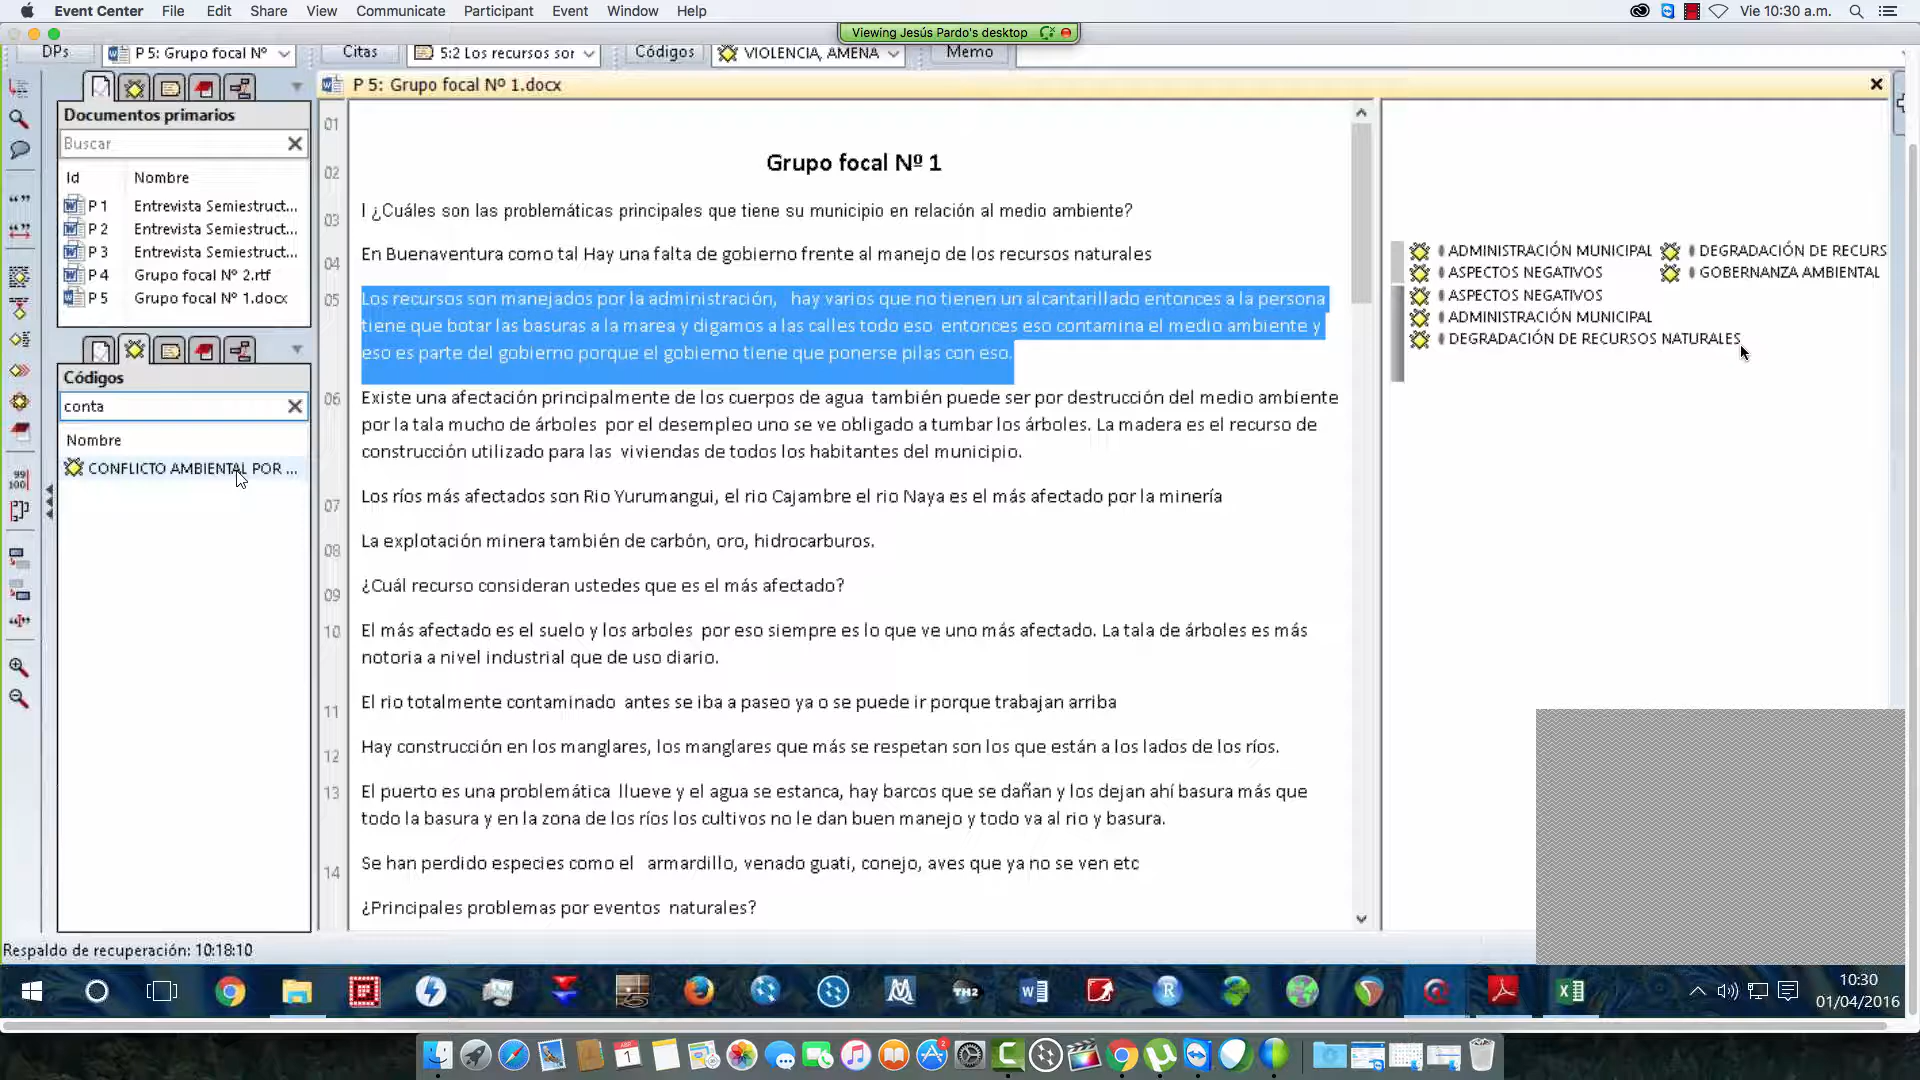 Event Center File Edit Share View Communicate Participant Event Window Help Vie 10:30 a.m.
Viewing Jesús Pardo's desktop
DPs P 5: Grupo focal Nº Citas 5:2 Los recursos sor Códigos VIOLENCIA, AMENA Memo
P 5: Grupo focal Nº 1.docx
Documentos primarios
Buscar
Id Nombre
P 1 Entrevista Semiestruct...
P 2 Entrevista Semiestruct...
P 3 Entrevista Semiestruct...
P 4 Grupo focal Nº 2.rtf
P 5 Grupo focal Nº 1.docx
Códigos
conta
Nombre
CONFLICTO AMBIENTAL POR ...
01
02 Grupo focal Nº 1
03 I ¿Cuáles son las problemáticas principales que tiene su municipio en relación al medio ambiente?
04 En Buenaventura como tal Hay una falta de gobierno frente al manejo de los recursos naturales
05 Los recursos son manejados por la administración, hay varios que no tienen un alcantarillado entonces a la persona
tiene que botar las basuras a la marea y digamos a las calles todo eso entonces eso contamina el medio ambiente y
eso es parte del gobierno porque el gobierno tiene que ponerse pilas con eso.
06 Existe una afectación principalmente de los cuerpos de agua también puede ser por destrucción del medio ambiente
por la tala mucho de árboles por el desempleo uno se ve obligado a tumbar los árboles. La madera es el recurso de
construcción utilizado para las viviendas de todos los habitantes del municipio.
07 Los ríos más afectados son Rio Yurumangui, el rio Cajambre el rio Naya es el más afectado por la minería
08 La explotación minera también de carbón, oro, hidrocarburos.
09 ¿Cuál recurso consideran ustedes que es el más afectado?
10 El más afectado es el suelo y los arboles por eso siempre es lo que ve uno más afectado. La tala de árboles es más
notoria a nivel industrial que de uso diario.
11 El rio totalmente contaminado antes se iba a paseo ya o se puede ir porque trabajan arriba
12 Hay construcción en los manglares, los manglares que más se respetan son los que están a los lados de los ríos.
13 El puerto es una problemática llueve y el agua se estanca, hay barcos que se dañan y los dejan ahí basura más que
todo la basura y en la zona de los ríos los cultivos no le dan buen manejo y todo va al rio y basura.
14 Se han perdido especies como el armardillo, venado guati, conejo, aves que ya no se ven etc
¿Principales problemas por eventos naturales?
ADMINISTRACIÓN MUNICIPAL DEGRADACIÓN DE RECURS
ASPECTOS NEGATIVOS GOBERNANZA AMBIENTAL
ASPECTOS NEGATIVOS
ADMINISTRACIÓN MUNICIPAL
DEGRADACIÓN DE RECURSOS NATURALES
Respaldo de recuperación: 10:18:10
TH2
10:30
01/04/2016